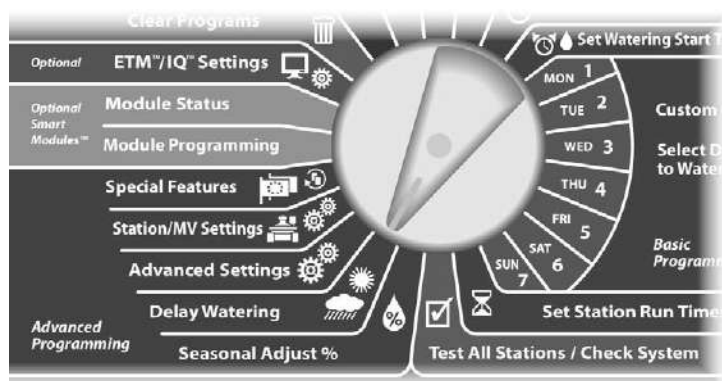 Clear Programs
Optional
ETM™/IQ™ Settings
Optional
Smart
Modules™
Module Status
Module Programming
Special Features
Station/MV Settings
Advanced Settings
Delay Watering
Advanced
Programming
Seasonal Adjust %
%
Set Watering Start T
MON 1
TUE 2
WED 3
THU 4
FRI 5
SAT 6
SUN 7
Custom
Select D
to Water
Basic
Programm
Set Station Run Time
Test All Stations / Check System